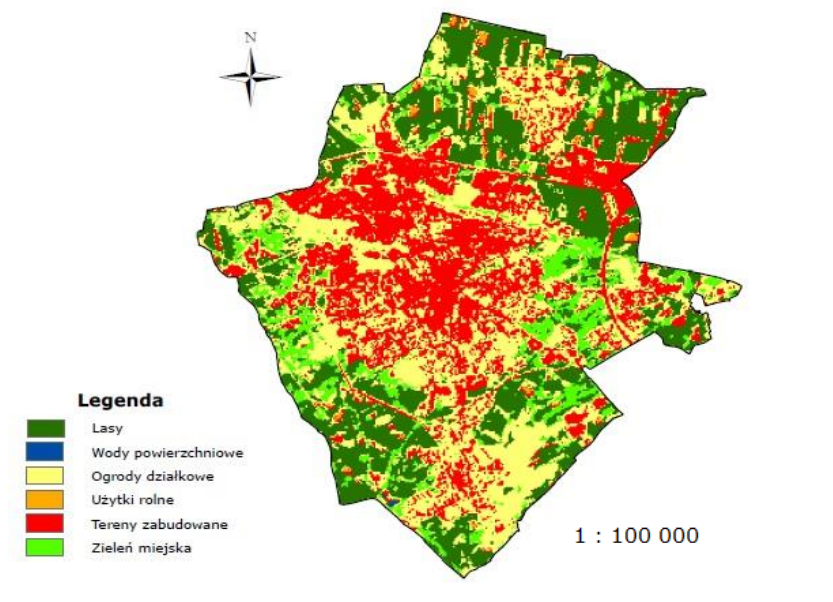 N
Legenda
Lasy
Wody powierzchniowe
Ogrody działkowe
Użytki rolne
Tereny zabudowane
Zieleń miejska
1 : 100 000